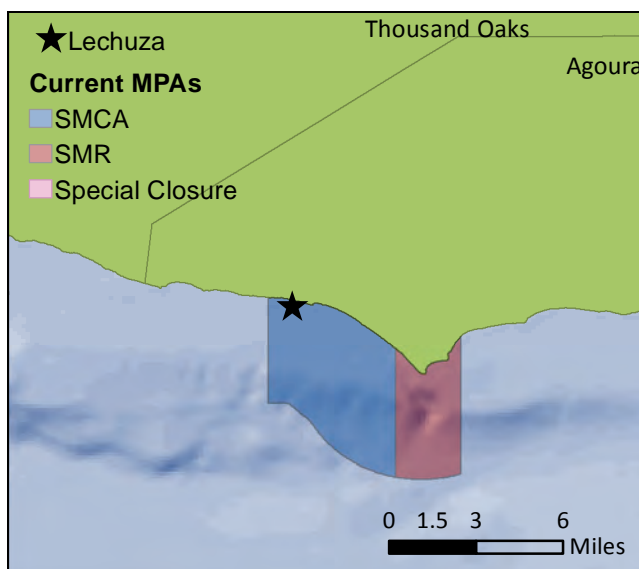 Thousand Oaks
Agoura
Lechuza
Current MPAs
SMCA
SMR
Special Closure
0 1.5 3 6
Miles